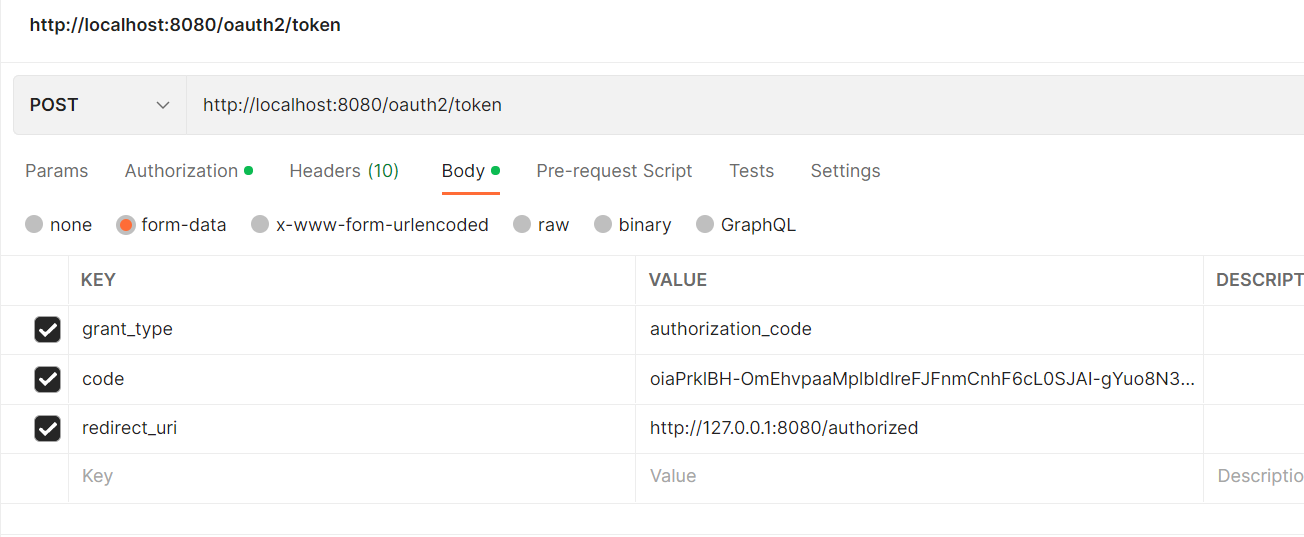 http://localhost:8080/oauth2/token
POST http://localhost:8080/oauth2/token
Params Authorization Headers (10) Body Pre-request Script Tests Settings
none form-data x-www-form-urlencoded raw binary GraphQL
KEY VALUE DESCRIPT
grant_type authorization_code
code oiaPrklBH-OmEhvpaaMplbldlreFJFnmCnhF6cL0SJAI-gYuo8N3...
redirect_uri http://127.0.0.1:8080/authorized
Key Value Descriptio